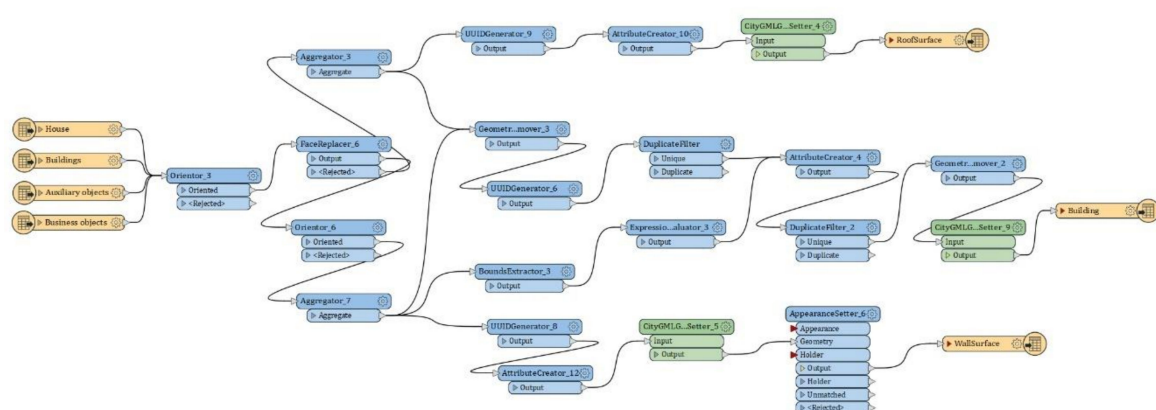 House
Buildings
Auxiliary objects
Business objects
Orientor_3
Oriented
<Rejected>
Aggregator_3
Aggregate
FaceReplacer_6
Output
<Rejected>
Orientor_6
Oriented
<Rejected>
Aggregator_7
Aggregate
UUIDGenerator_9
Output
AttributeCreator_10
Output
CityGMLG...Setter_4
Input
Output
RoofSurface
Geometr...mover_3
Output
UUIDGenerator_6
Output
DuplicateFilter
Unique
Duplicate
AttributeCreator_4
Output
Geometr...mover_2
Output
DuplicateFilter_2
Unique
Duplicate
CityGMLG...Setter_9
Input
Output
Building
Expressio...aluator_3
Output
BoundsExtractor_3
Output
UUIDGenerator_8
Output
AttributeCreator_12
Output
CityGMLG...Setter_5
Input
Output
AppearanceSetter_6
Appearance
Geometry
Holder
Output
Holder
Unmatched
<Rejected>
WallSurface